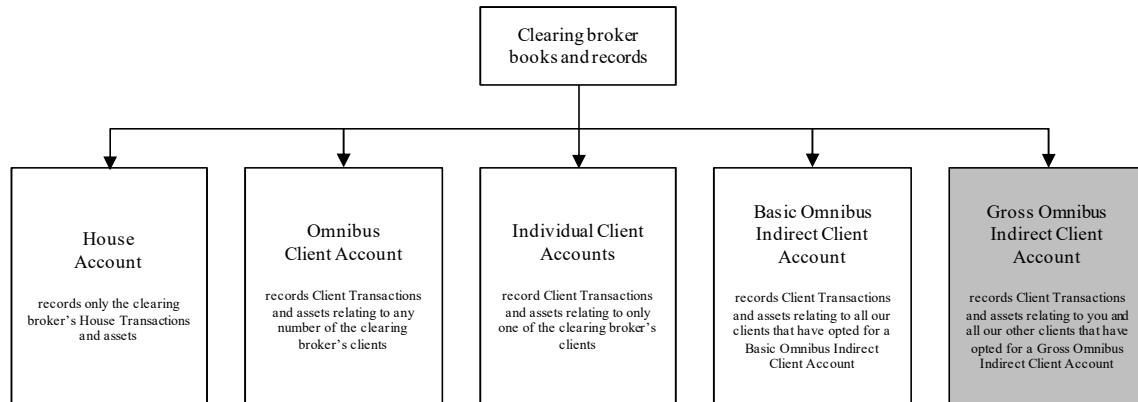 Clearing broker
books and records
House
Account
records only the clearing
broker's House Transactions
and assets
Omnibus
Client Account
records Client Transactions
and assets relating to any
number of the clearing
broker's clients
Individual Client
Accounts
record Client Transactions
and assets relating to only
one of the clearing broker's
clients
Basic Omnibus
Indirect Client
Account
records Client Transactions
and assets relating to all our
clients that have opted for a
Basic Omnibus Indirect
Client Account
Gross Omnibus
Indirect Client
Account
records Client Transactions
and assets relating to you and
all our other clients that have
opted for a Gross Omnibus
Indirect Client Account